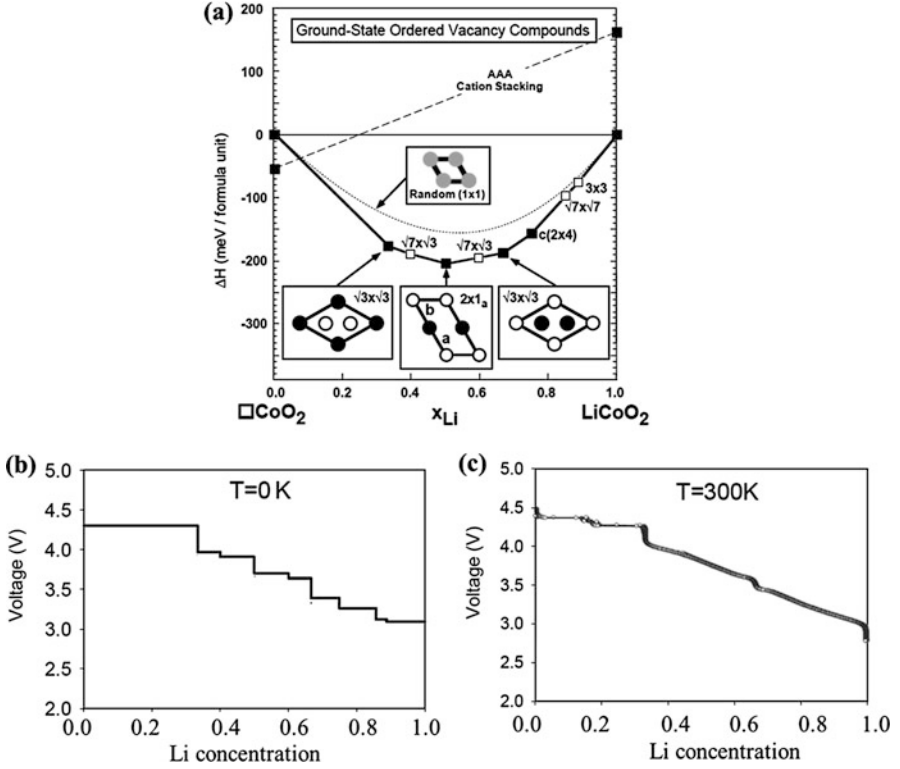 (a)
Ground-State Ordered Vacancy Compounds
ΔH (meV / formula unit)
200
100
0
-100
-200
-300
AAA
Cation Stacking
Random (1x1)
3x3
√7x√7
c(2x4)
√7x√3
√7x√3
√3x√3
2x1a
b
a
√3x√3
0.0
0.2
0.4
0.6
0.8
1.0
□CoO₂
xLi
LiCoO₂
(b)
T=0 K
Voltage (V)
5.0
4.5
4.0
3.5
3.0
2.5
2.0
0.0
0.2
0.4
0.6
0.8
1.0
Li concentration
(c)
T=300K
Voltage (V)
5.0
4.5
4.0
3.5
3.0
2.5
2.0
0.0
0.2
0.4
0.6
0.8
1.0
Li concentration